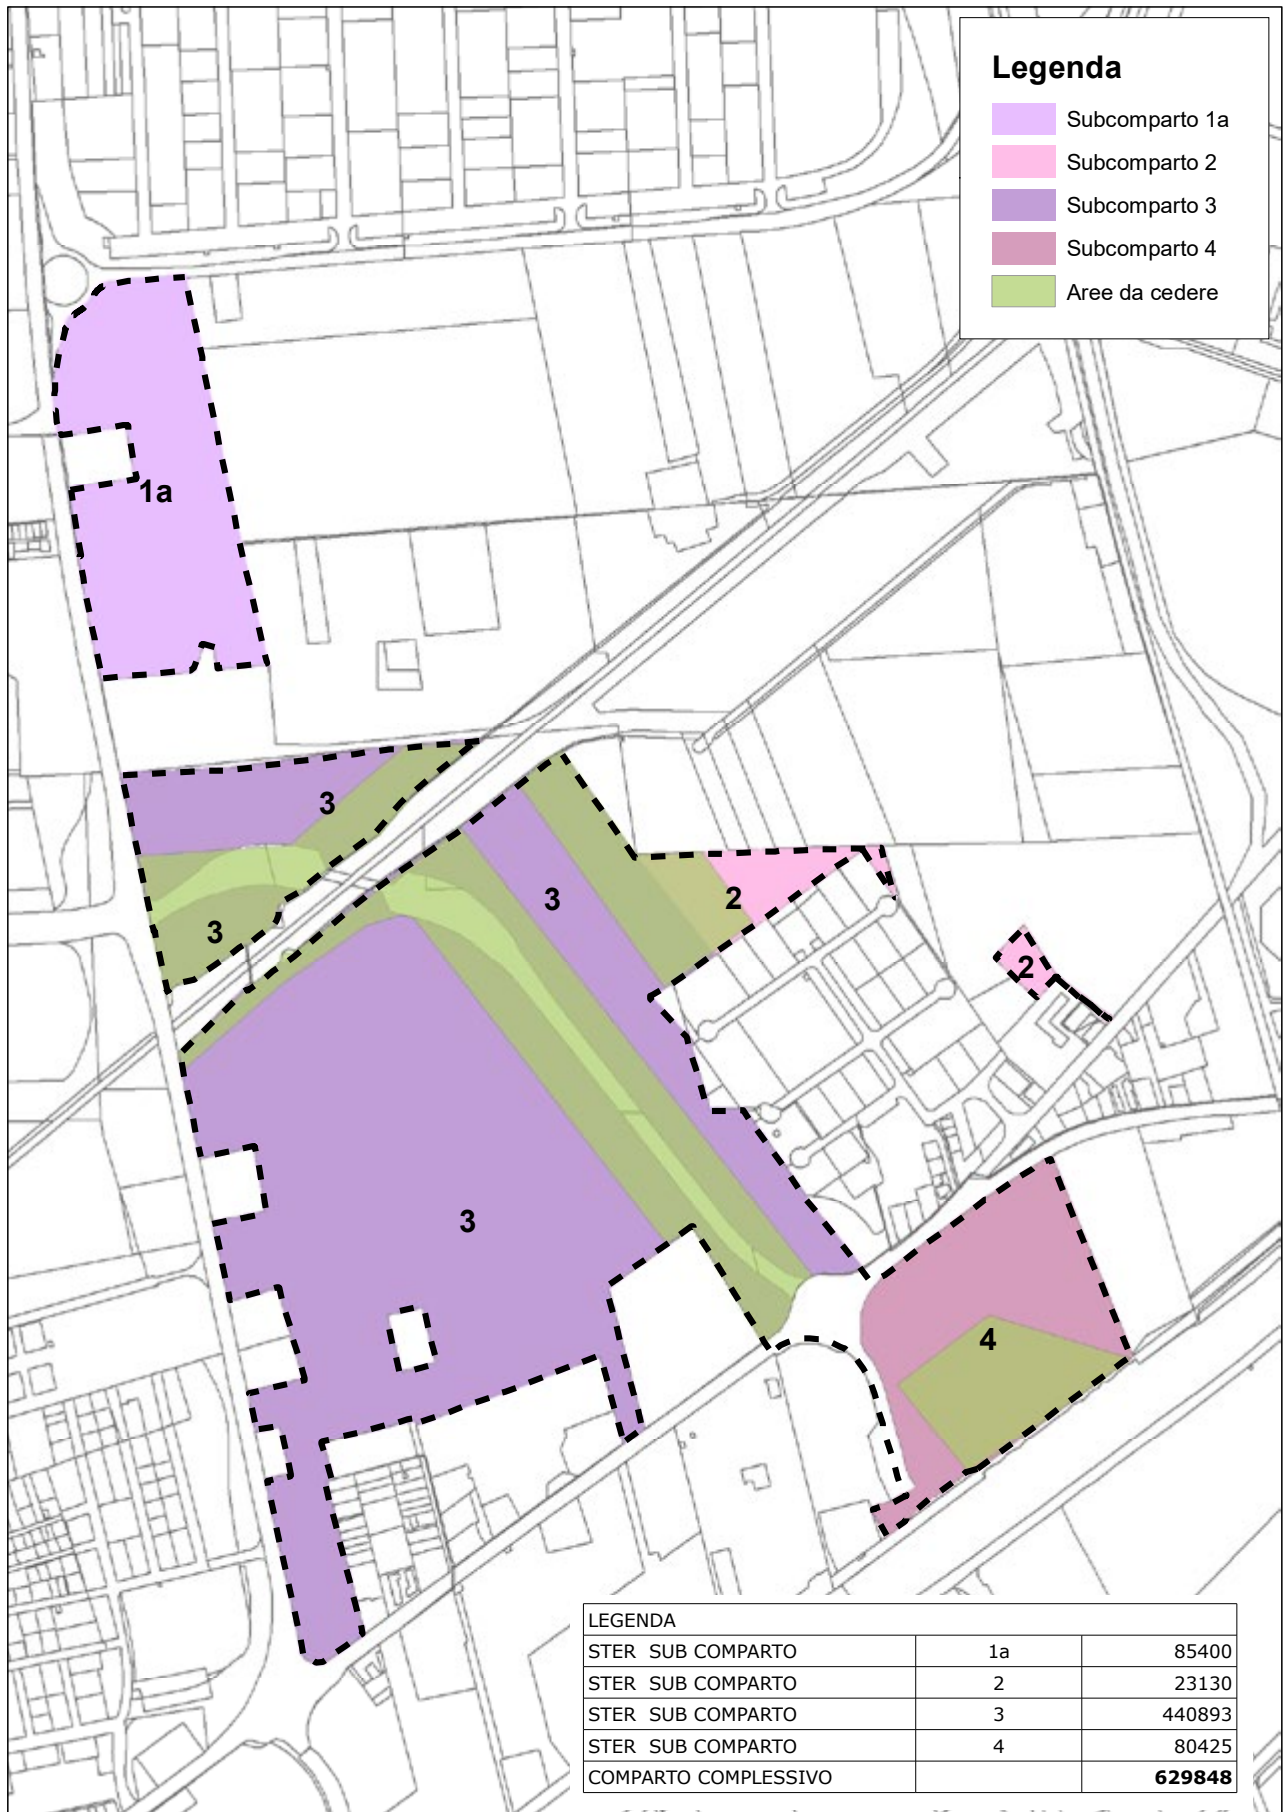 Legenda
Subcomparto 1a
Subcomparto 2
Subcomparto 3
Subcomparto 4
Aree da cedere
1a
3
3
2
3
2
3
4
LEGENDA
STER SUB COMPARTO 1a 85400
STER SUB COMPARTO 2 23130
STER SUB COMPARTO 3 440893
STER SUB COMPARTO 4 80425
COMPARTO COMPLESSIVO 629848